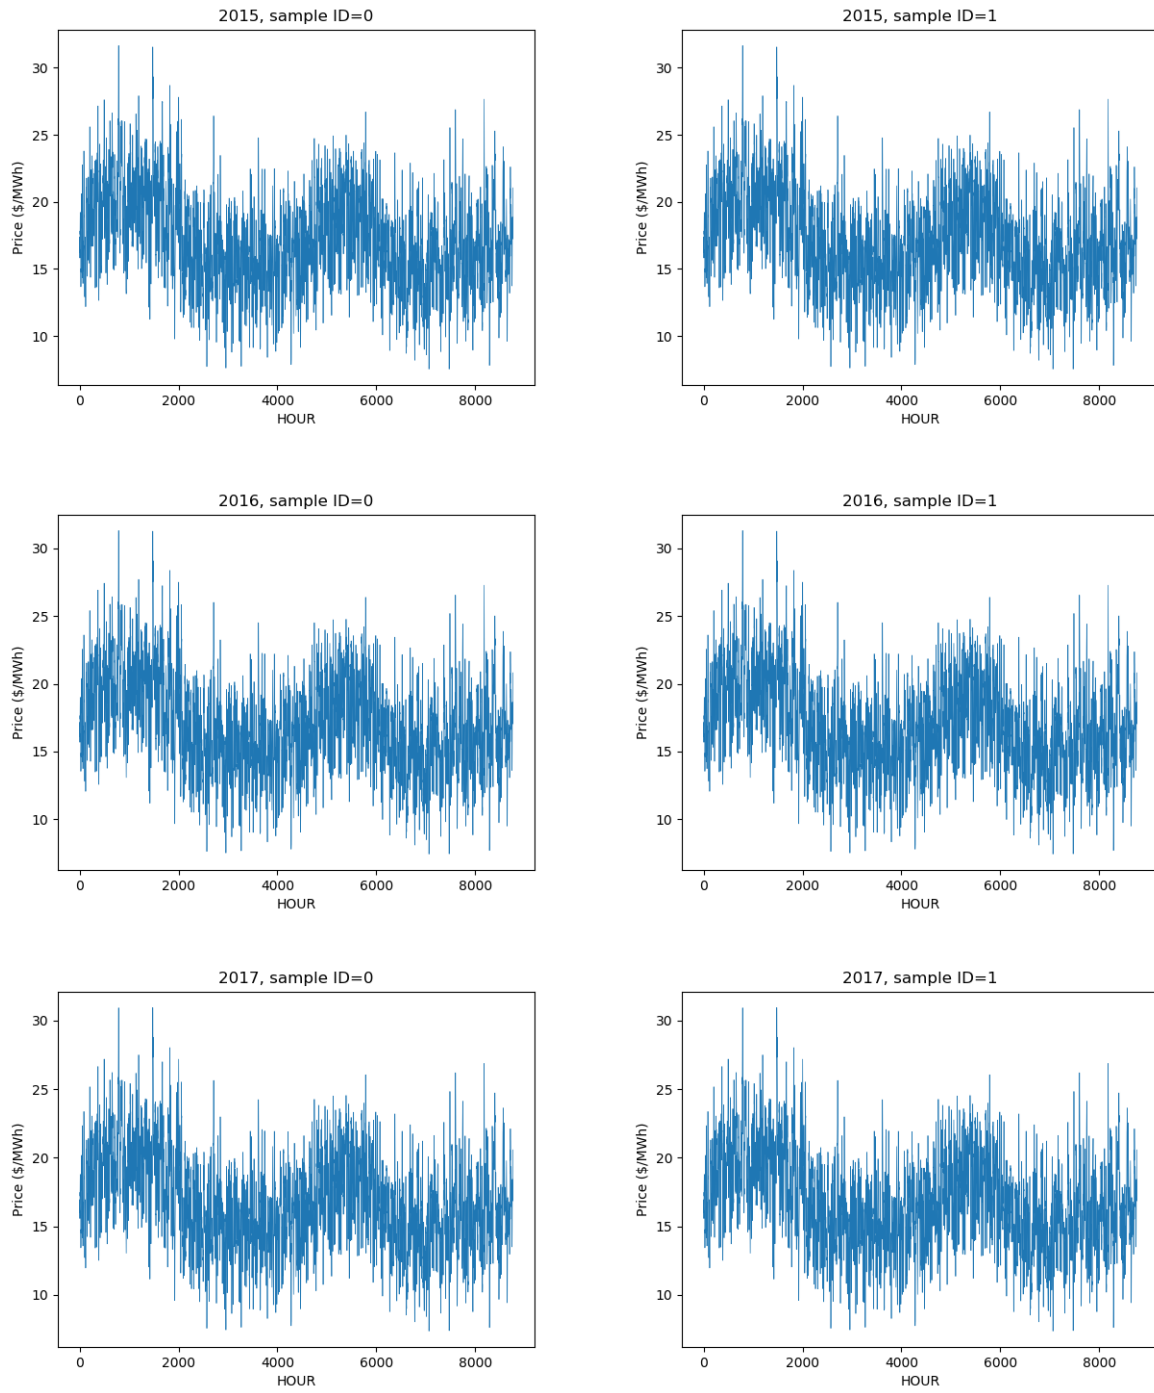 2015, sample ID=0
Price ($/MWh)
30
25
20
15
10
0 2000 4000 6000 8000
HOUR
2015, sample ID=1
Price ($/MWh)
30
25
20
15
10
0 2000 4000 6000 8000
HOUR
2016, sample ID=0
Price ($/MWh)
30
25
20
15
10
0 2000 4000 6000 8000
HOUR
2016, sample ID=1
Price ($/MWh)
30
25
20
15
10
0 2000 4000 6000 8000
HOUR
2017, sample ID=0
Price ($/MWh)
30
25
20
15
10
0 2000 4000 6000 8000
HOUR
2017, sample ID=1
Price ($/MWh)
30
25
20
15
10
0 2000 4000 6000 8000
HOUR